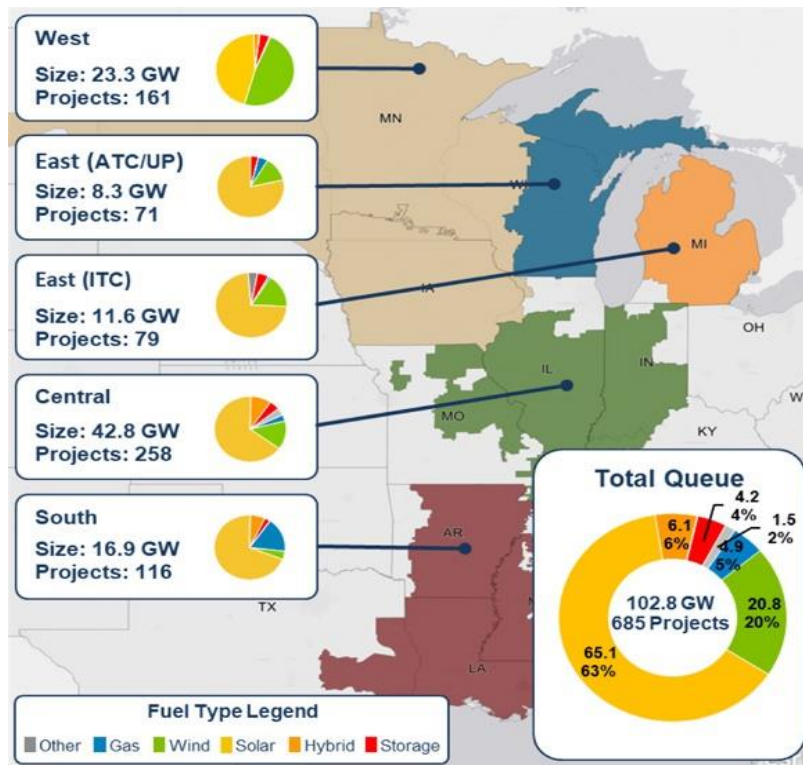 West
Size: 23.3 GW
Projects: 161
MN
East (ATC/UP)
Size: 8.3 GW
Projects: 71
MI
East (ITC)
Size: 11.6 GW
Projects: 79
IA
OH
IL
IN
Central
Size: 42.8 GW
Projects: 258
MO
KY
South
Size: 16.9 GW
Projects: 116
AR
TX
LA
Total Queue
4.2
4%
1.5
2%
6.1
6%
4.9
5%
20.8
20%
102.8 GW
685 Projects
65.1
63%
Fuel Type Legend
Other Gas Wind Solar Hybrid Storage